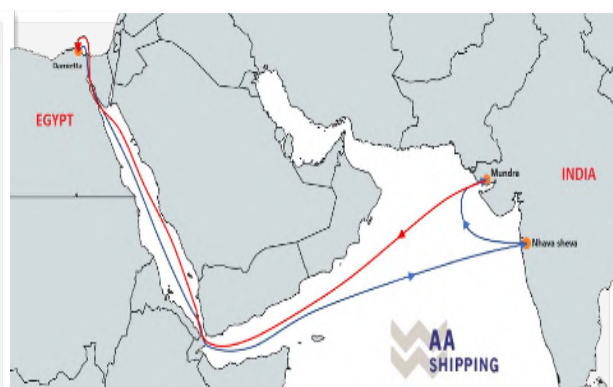 Damietta
EGYPT
Mundra
INDIA
Nhava sheva
AA
SHIPPING